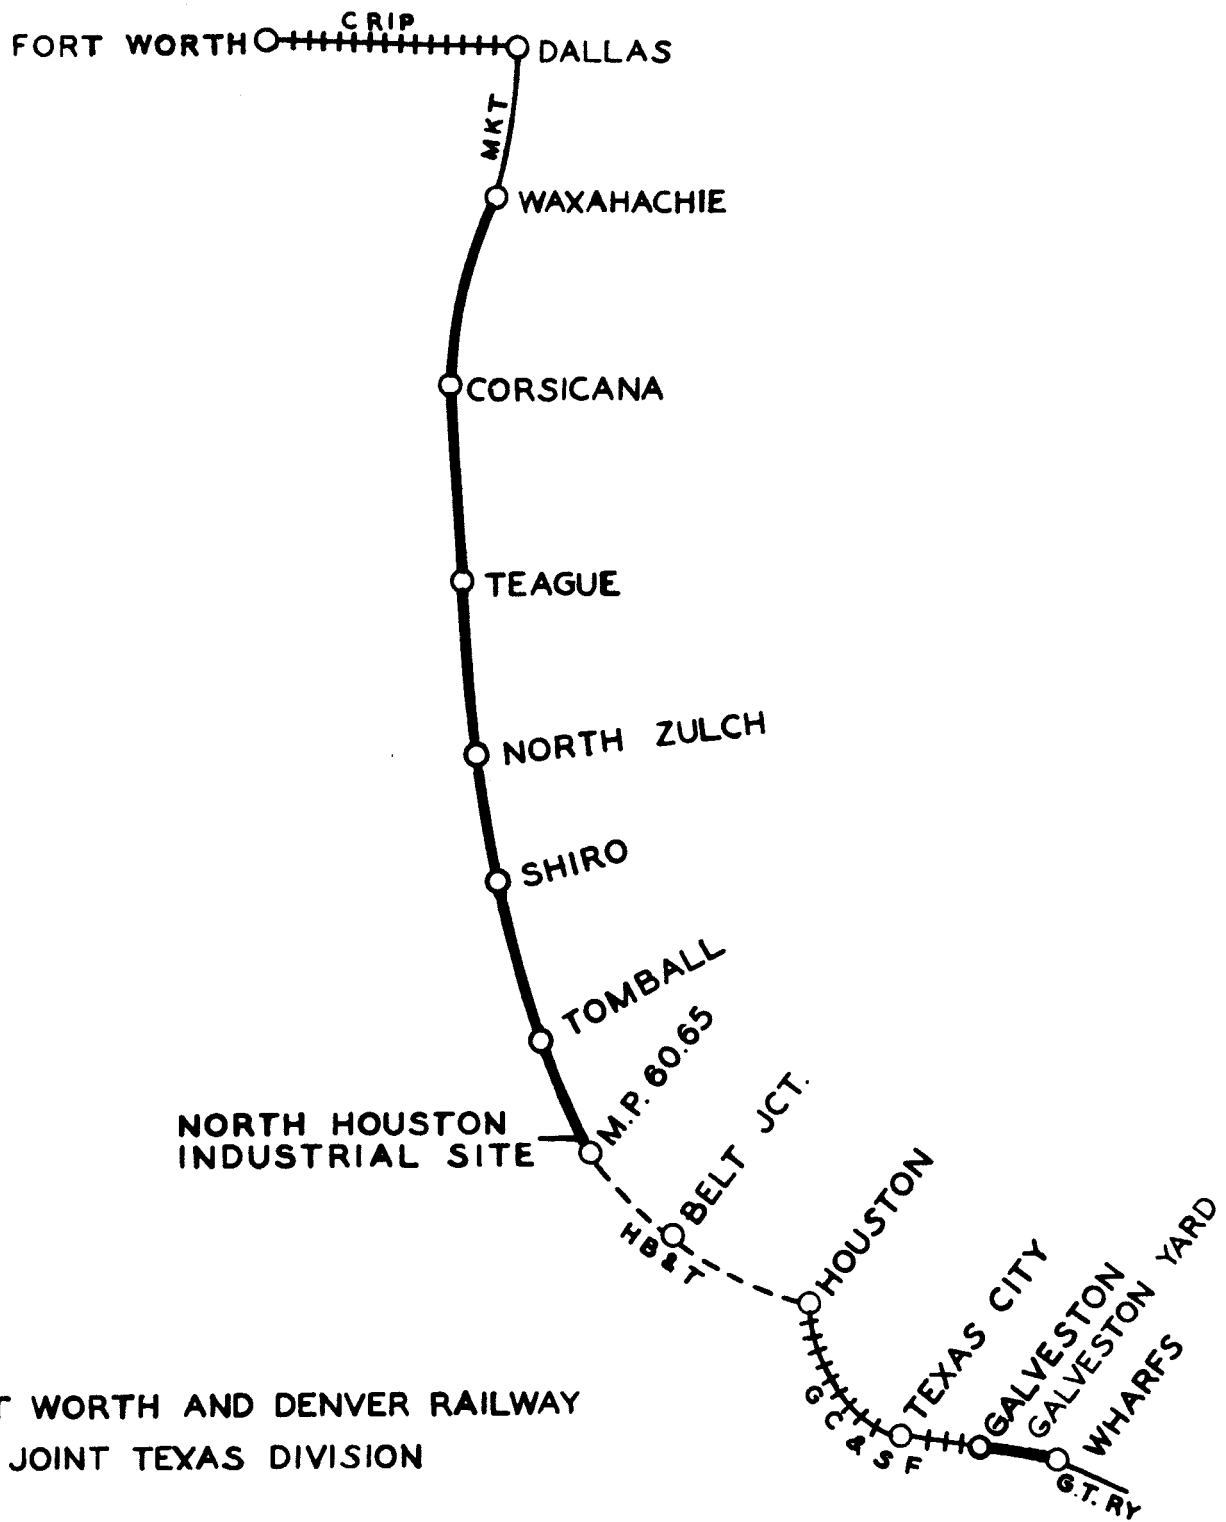 CRIP
FORT WORTH
DALLAS
MKT
WAXAHACHIE
CORSICANA
TEAGUE
NORTH ZULCH
SHIRO
TOMBALL
M.P. 60.65
NORTH HOUSTON
INDUSTRIAL SITE
BELT JCT.
HB&T
HOUSTON
TEXAS CITY
GALVESTON
GALVESTON YARD
WHARFS
GC&SF
G.T. RY
T WORTH AND DENVER RAILWAY
JOINT TEXAS DIVISION